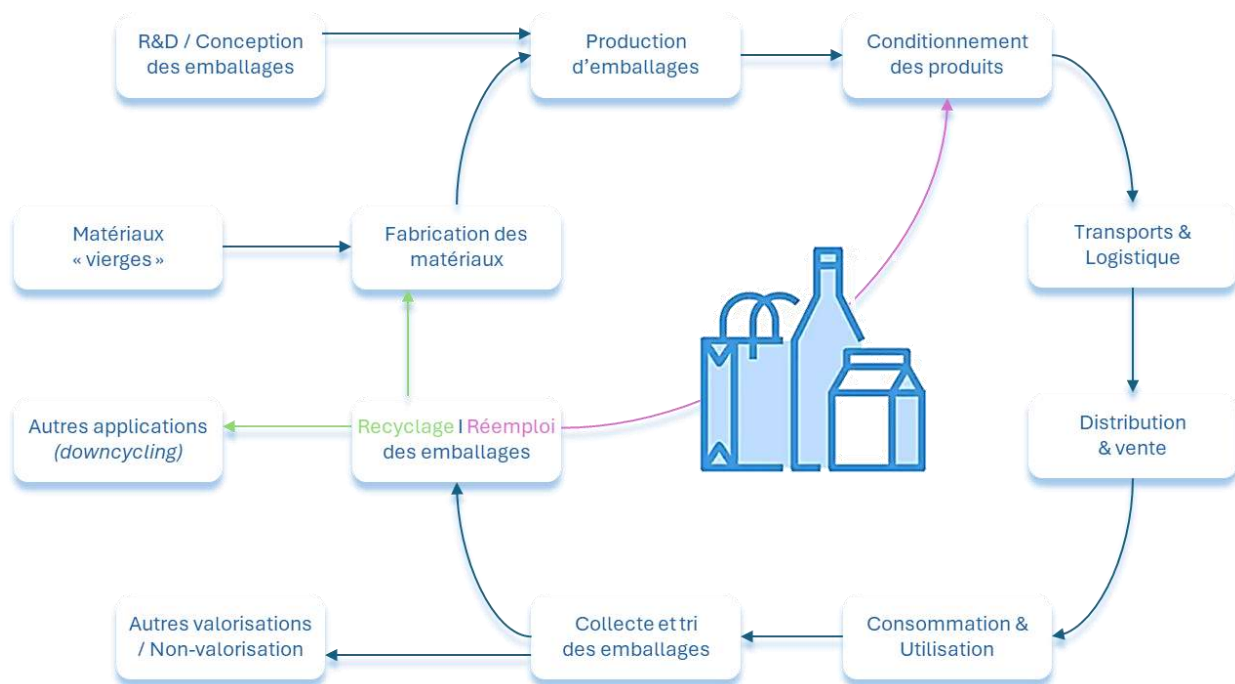 R&D / Conception
des emballages
Production
d’emballages
Conditionnement
des produits
Matériaux
« vierges »
Fabrication des
matériaux
Transports &
Logistique
Autres applications
(downcycling)
Recyclage I Réemploi
des emballages
Distribution
& vente
Autres valorisations
/ Non-valorisation
Collecte et tri
des emballages
Consommation &
Utilisation